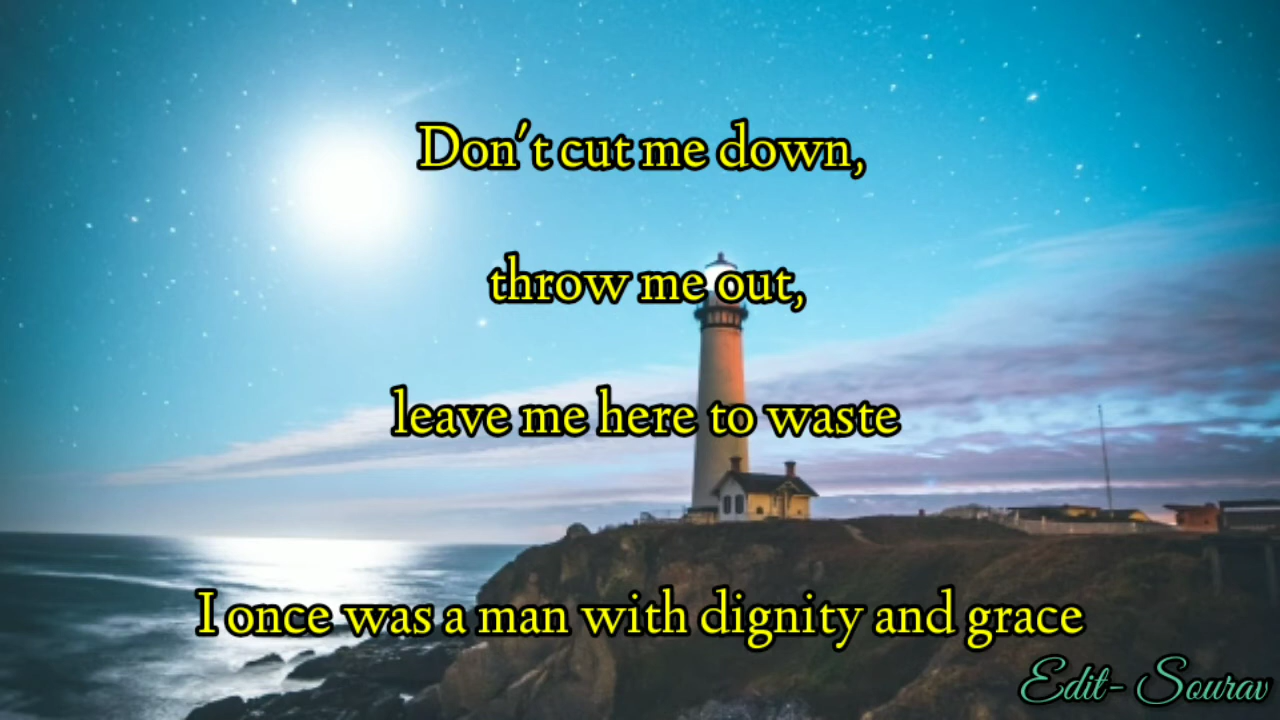 Don't cut me down,
throw me out,
leave me here to waste
I once was a man with dignity and grace
Edit- Sourav